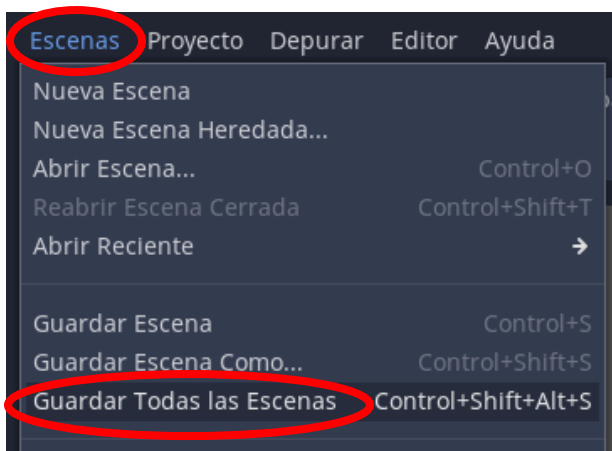 Escenas Proyecto Depurar Editor Ayuda
Nueva Escena
Nueva Escena Heredada...
Abrir Escena... Control+O
Reabrir Escena Cerrada Control+Shift+T
Abrir Reciente
Guardar Escena Control+S
Guardar Escena Como... Control+Shift+S
Guardar Todas las Escenas Control+Shift+Alt+S